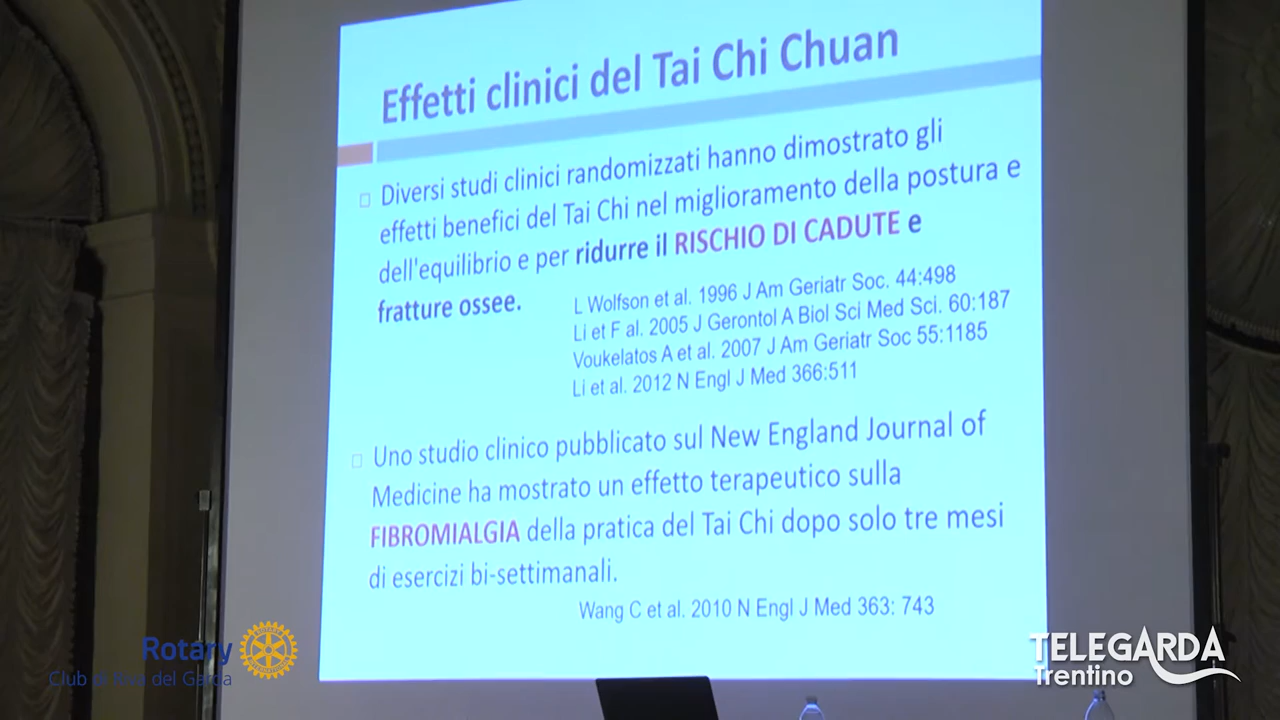 Effetti clinici del Tai Chi Chuan
Diversi studi clinici randomizzati hanno dimostrato gli
effetti benefici del Tai Chi nel miglioramento della postura e
dell'equilibrio e per ridurre il RISCHIO DI CADUTE e
fratture ossee.
L Wolfson et al. 1996 J Am Geriatr Soc. 44:498
Li et F al. 2005 J Gerontol A Biol Sci Med Sci. 60:187
Voukelatos A et al. 2007 J Am Geriatr Soc 55:1185
Li et al. 2012 N Engl J Med 366:511
Uno studio clinico pubblicato sul New England Journal of
Medicine ha mostrato un effetto terapeutico sulla
FIBROMIALGIA della pratica del Tai Chi dopo solo tre mesi
di esercizi bi-settimanali.
Wang C et al. 2010 N Engl J Med 363: 743
Rotary
Club di Riva del Garda
TELEGARDA
Trentino